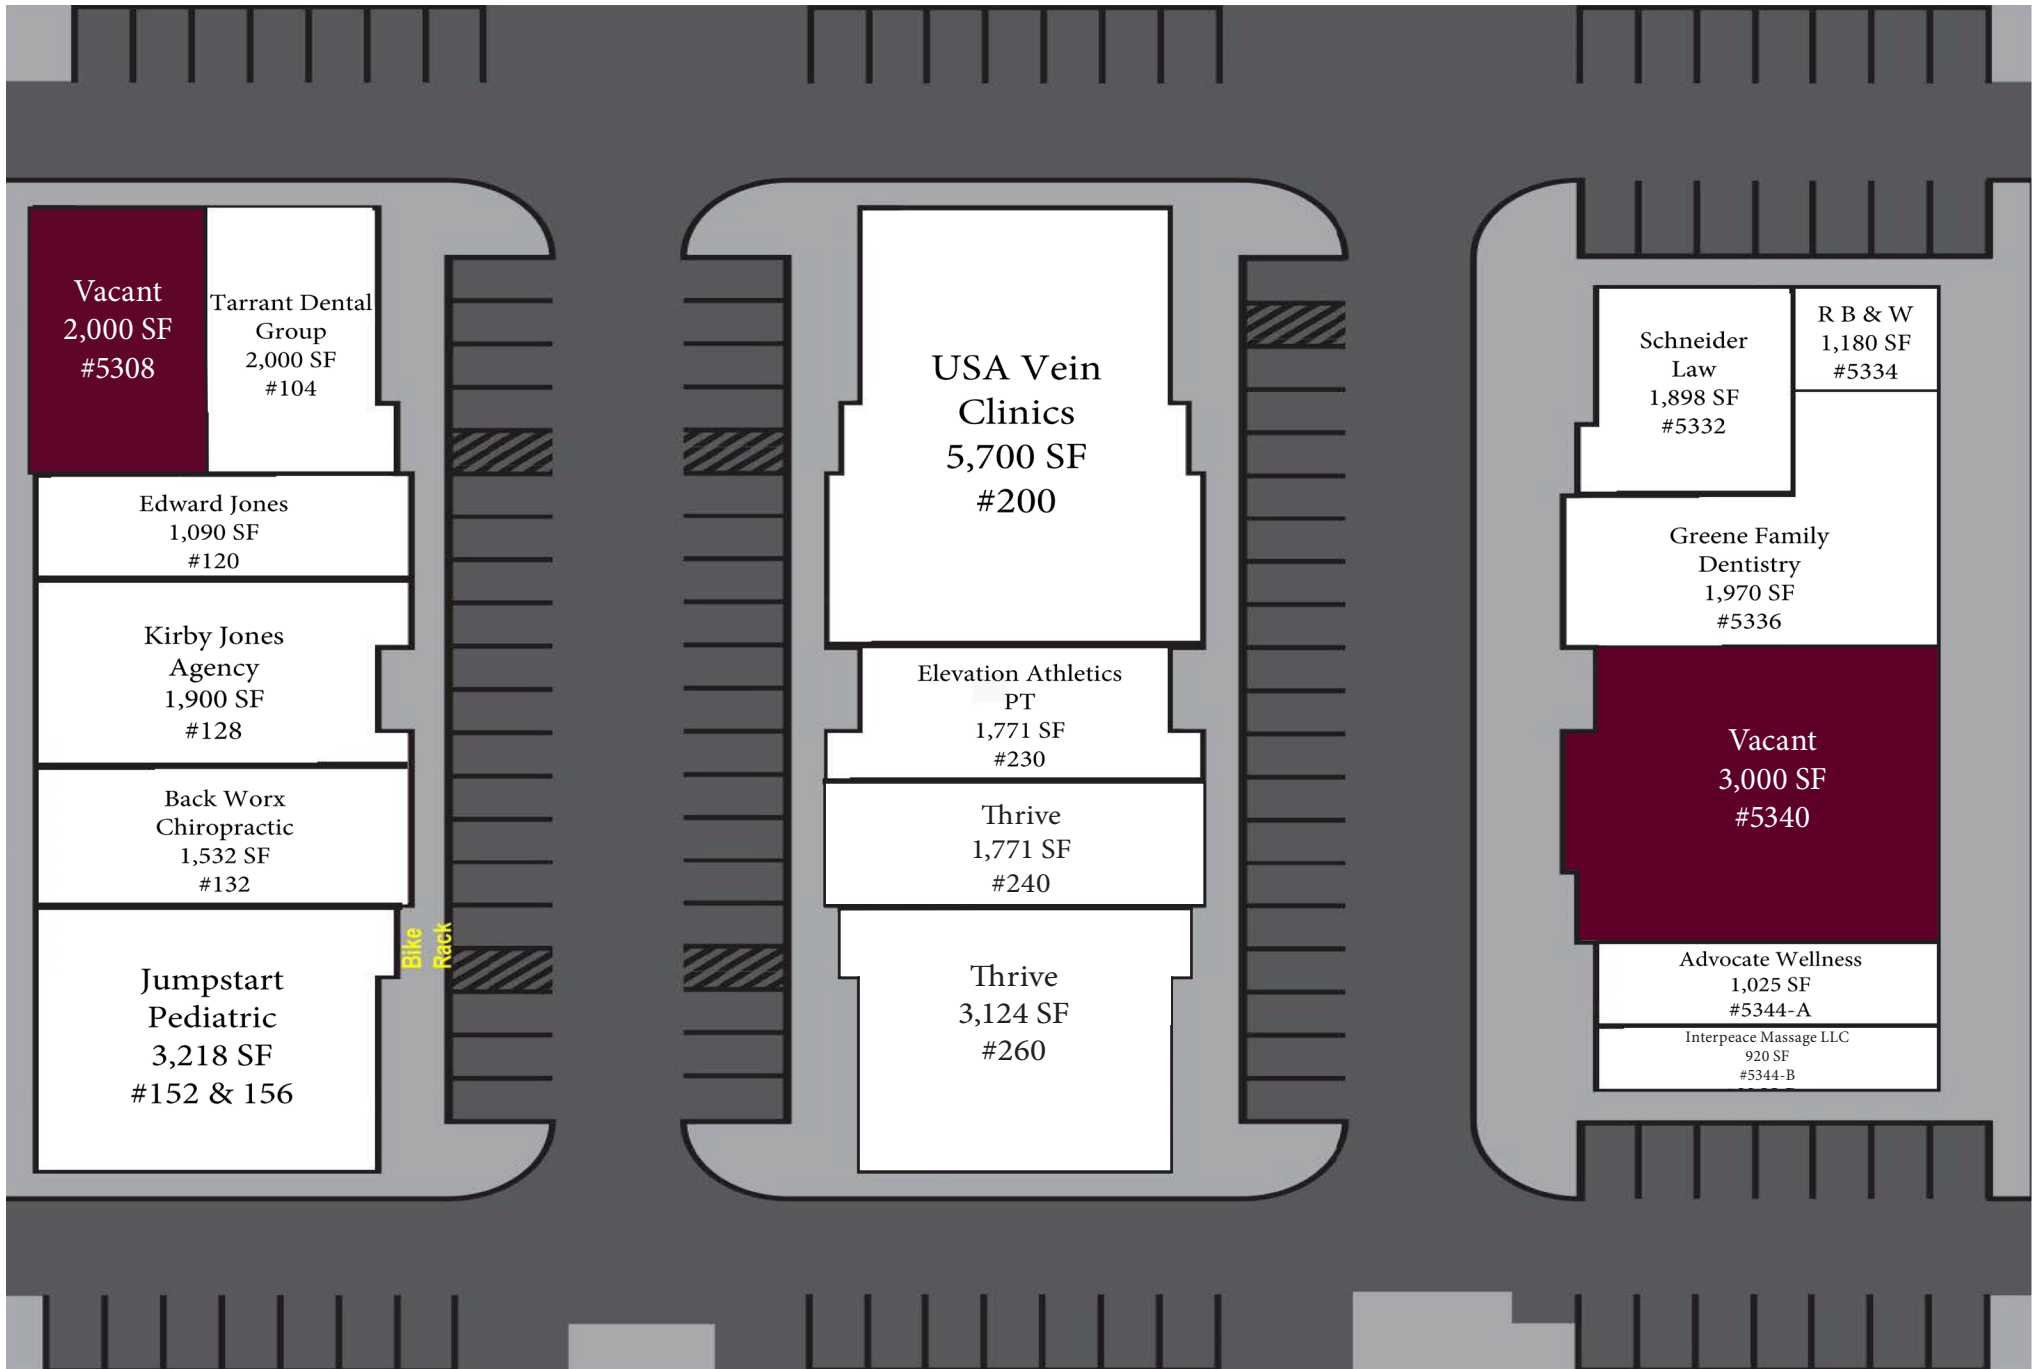 Vacant
2,000 SF
#5308
Tarrant Dental
Group
2,000 SF
#104
Edward Jones
1,090 SF
#120
Kirby Jones
Agency
1,900 SF
#128
Back Worx
Chiropractic
1,532 SF
#132
Bike
Rack
Jumpstart
Pediatric
3,218 SF
#152 & 156
USA Vein
Clinics
5,700 SF
#200
Elevation Athletics
PT
1,771 SF
#230
Thrive
1,771 SF
#240
Thrive
3,124 SF
#260
Schneider
Law
1,898 SF
#5332
R B & W
1,180 SF
#5334
Greene Family
Dentistry
1,970 SF
#5336
Vacant
3,000 SF
#5340
Advocate Wellness
1,025 SF
#5344-A
Interpeace Massage LLC
920 SF
#5344-B